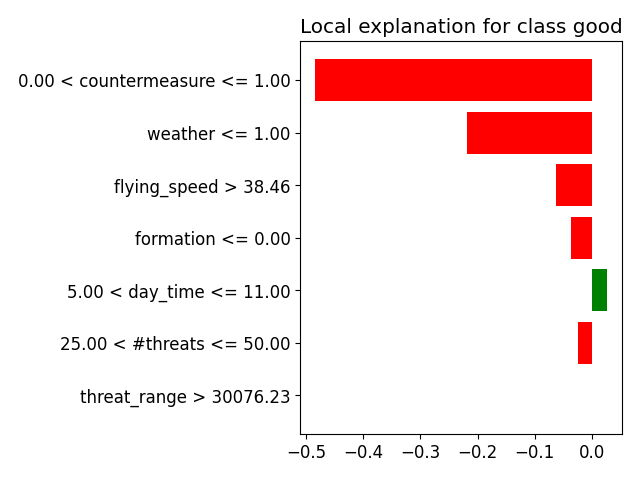 Local explanation for class good
0.00 < countermeasure <= 1.00
weather <= 1.00
flying_speed > 38.46
formation <= 0.00
5.00 < day_time <= 11.00
25.00 < #threats <= 50.00
threat_range > 30076.23
−0.5 −0.4 −0.3 −0.2 −0.1 0.0